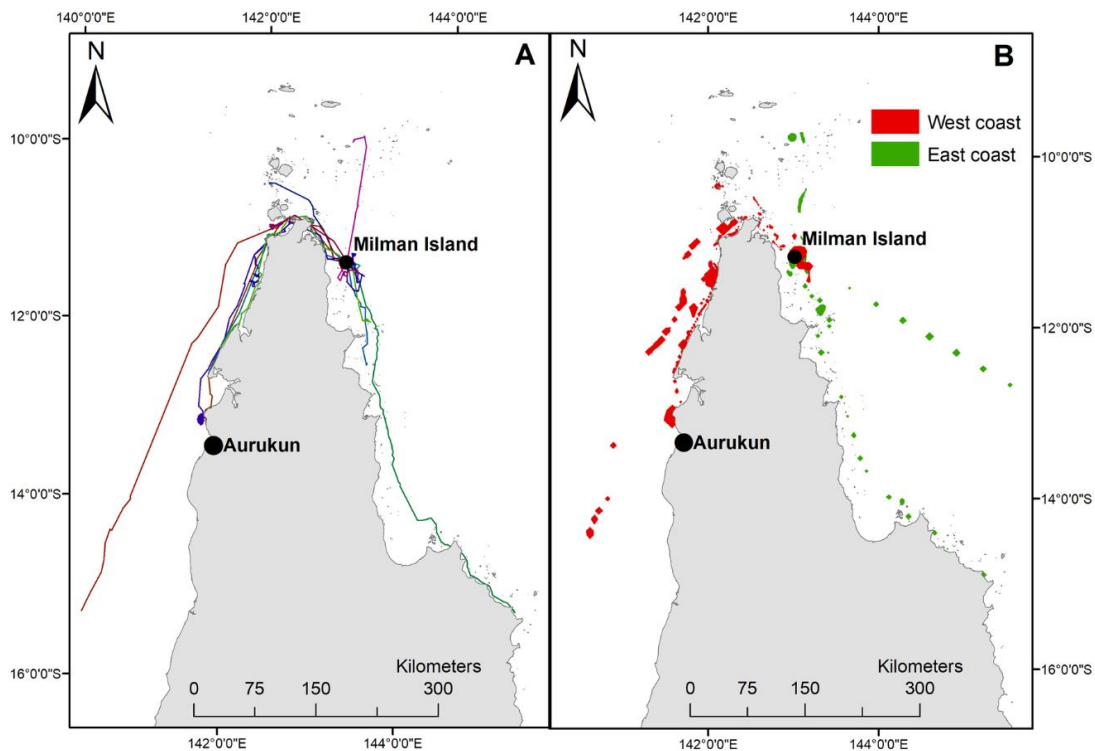 140°0'0"E
142°0'0"E
144°0'0"E
142°0'0"E
144°0'0"E
N
A
N
B
West coast
East coast
10°0'0"S
10°0'0"S
Milman Island
Milman Island
12°0'0"S
12°0'0"S
Aurukun
Aurukun
14°0'0"S
14°0'0"S
16°0'0"S
16°0'0"S
Kilometers
0 75 150 300
Kilometers
0 75 150 300
142°0'0"E
144°0'0"E
142°0'0"E
144°0'0"E